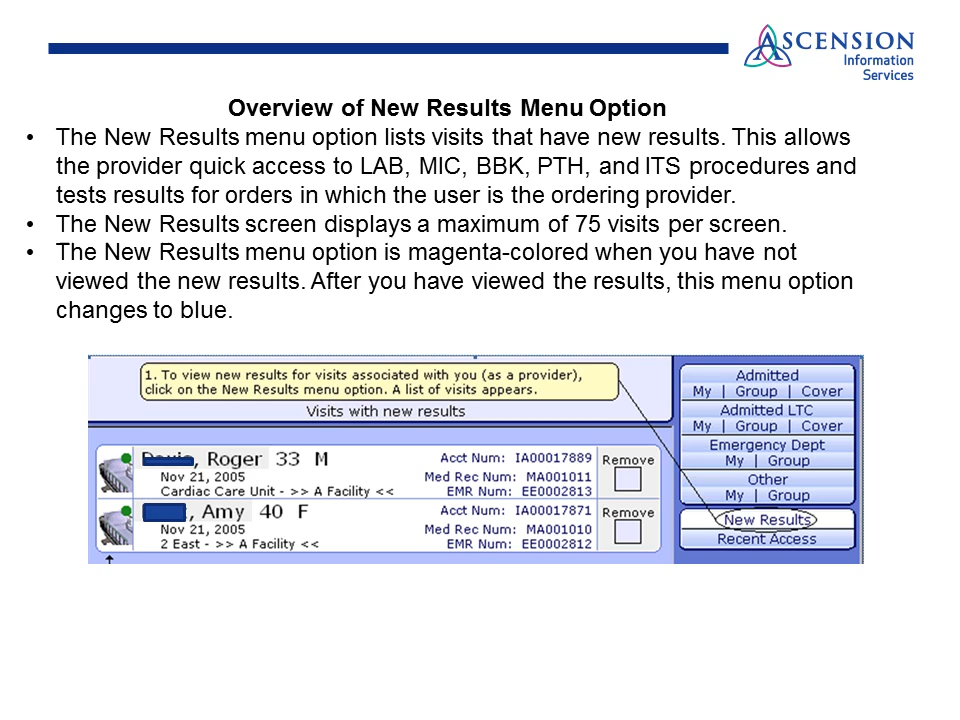 ASCENSION
Information
Services
Overview of New Results Menu Option
• The New Results menu option lists visits that have new results. This allows
the provider quick access to LAB, MIC, BBK, PTH, and ITS procedures and
tests results for orders in which the user is the ordering provider.
• The New Results screen displays a maximum of 75 visits per screen.
• The New Results menu option is magenta-colored when you have not
viewed the new results. After you have viewed the results, this menu option
changes to blue.
1. To view new results for visits associated with you (as a provider),
click on the New Results menu option. A list of visits appears.
Visits with new results
, Roger 33 M
Nov 21, 2005
Cardiac Care Unit - >> A Facility <<
Acct Num: IA00017889
Med Rec Num: MA001011
EMR Num: EE0002813
Remove
, Amy 40 F
Nov 21, 2005
2 East - >> A Facility <<
Acct Num: IA00017871
Med Rec Num: MA001010
EMR Num: EE0002812
Remove
Admitted
My | Group | Cover
Admitted LTC
My | Group | Cover
Emergency Dept
My | Group
Other
My | Group
New Results
Recent Access